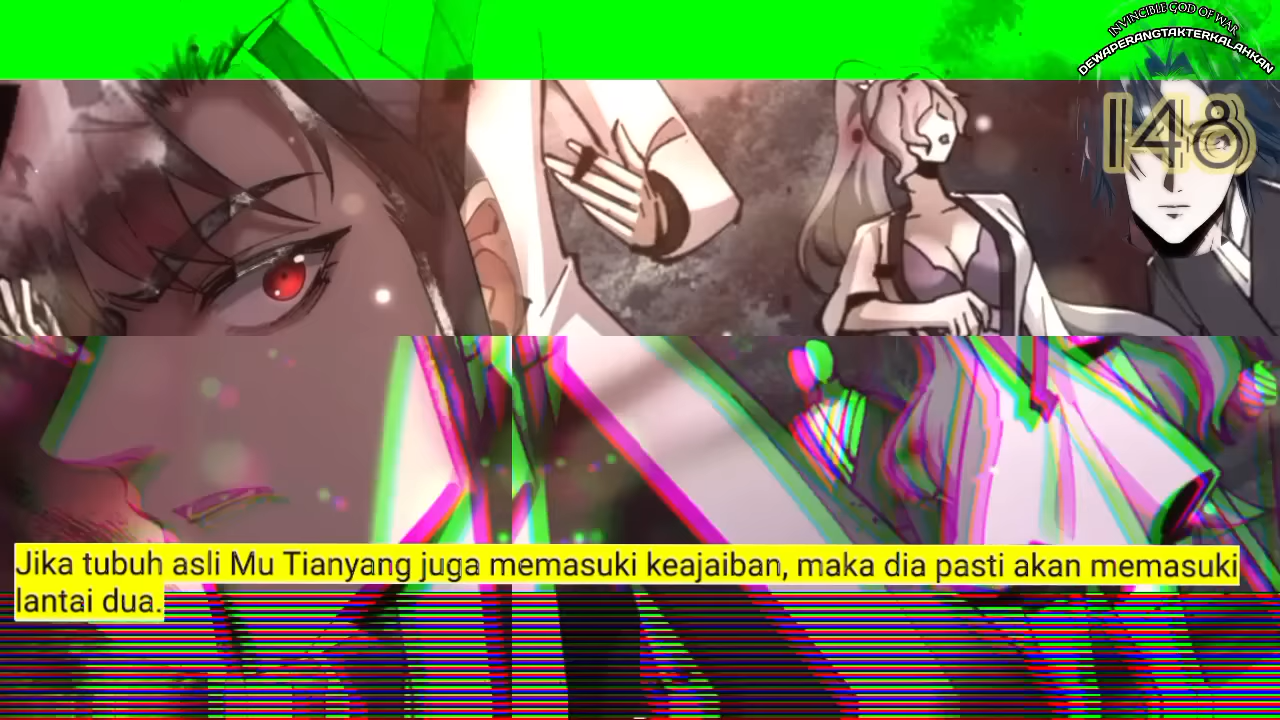 INVINCIBLE GOD OF WAR
DEWAPERANGTAKTERKALAHKAN
148
Jika tubuh asli Mu Tianyang juga memasuki keajaiban, maka dia pasti akan memasuki
lantai dua.